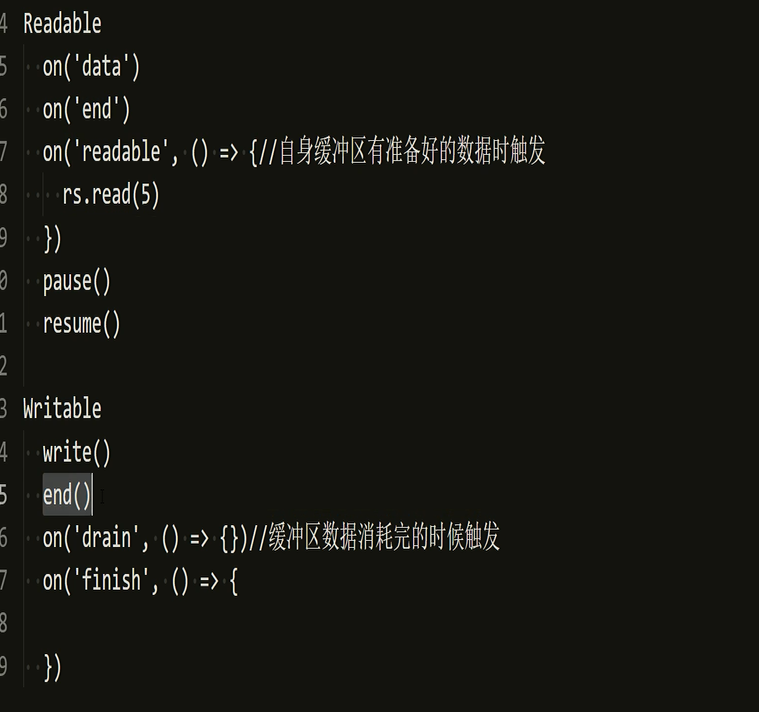 4 Readable
5 on('data')
6 on('end')
7 on('readable', () => {//自身缓冲区有准备好的数据时触发
8 rs.read(5)
9 })
0 pause()
1 resume()
2
3 Writable
4 write()
5 end()
6 on('drain', () => {})//缓冲区数据消耗完的时候触发
7 on('finish', () => {
8
9 })